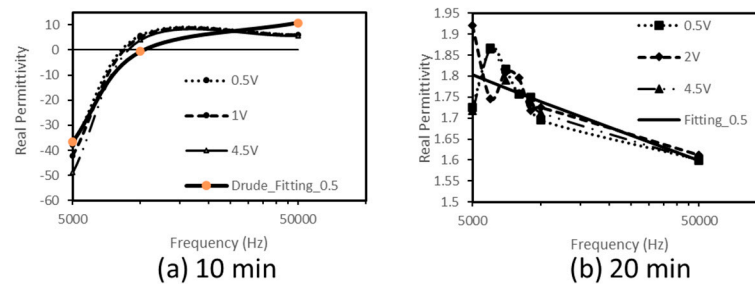 10
0
-10
-20
-30
-40
-50
-60
Real Permittivity
0.5V
1V
4.5V
Drude_Fitting_0.5
5000
50000
Frequency (Hz)
(a) 10 min
1.95
1.9
1.85
1.8
1.75
1.7
1.65
1.6
1.55
1.5
Real Permittivity
0.5V
2V
4.5V
Fitting_0.5
5000
50000
Frequency (Hz)
(b) 20 min